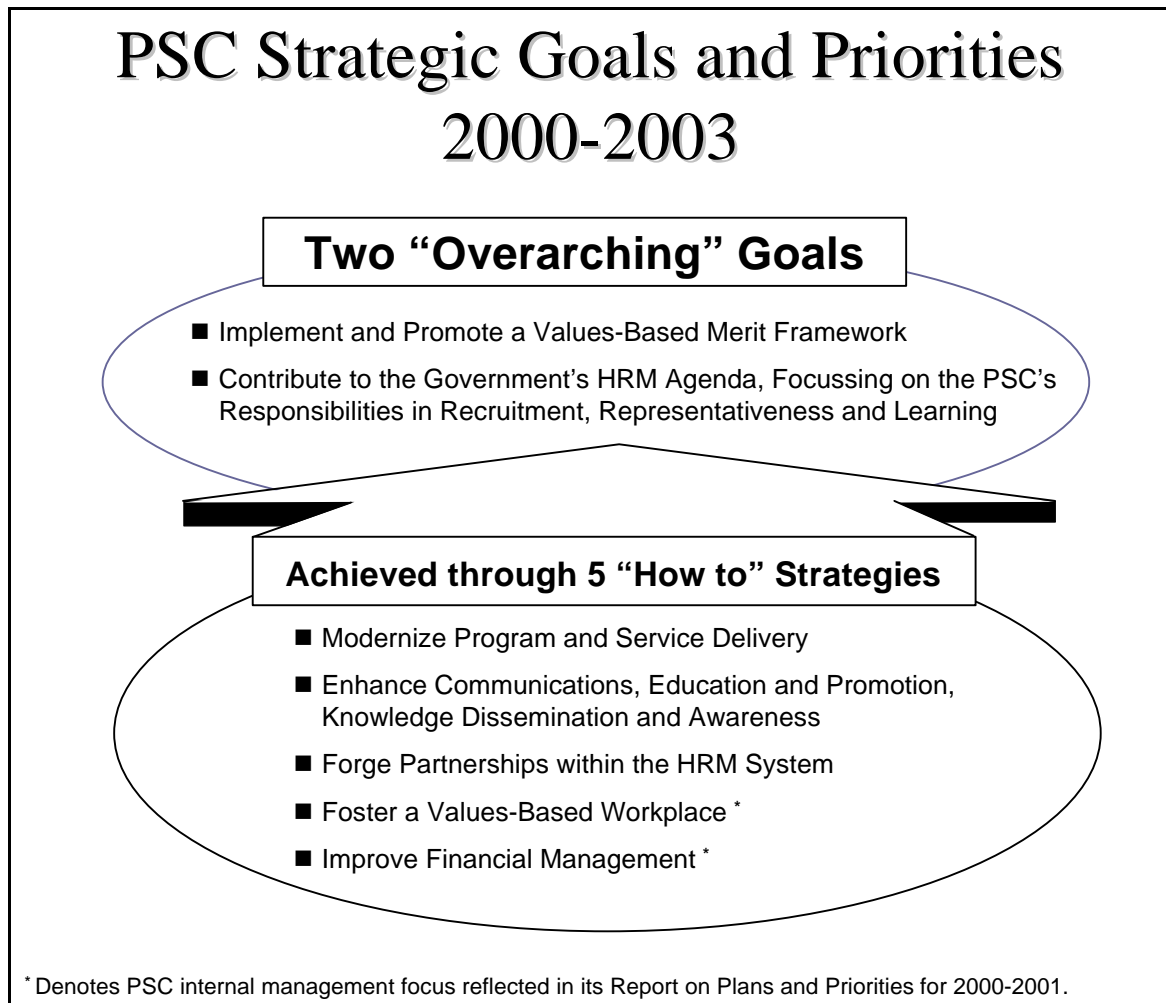 PSC Strategic Goals and Priorities
2000-2003
Two “Overarching” Goals
■ Implement and Promote a Values-Based Merit Framework
■ Contribute to the Government’s HRM Agenda, Focussing on the PSC’s
Responsibilities in Recruitment, Representativeness and Learning
Achieved through 5 “How to” Strategies
■ Modernize Program and Service Delivery
■ Enhance Communications, Education and Promotion,
Knowledge Dissemination and Awareness
■ Forge Partnerships within the HRM System
■ Foster a Values-Based Workplace *
■ Improve Financial Management *
* Denotes PSC internal management focus reflected in its Report on Plans and Priorities for 2000-2001.